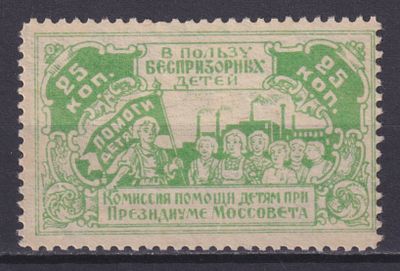 В ПОЛЬЗУ
БЕСПРИЗОРНЫХ
ДЕТЕЙ
25
КОП.
25
КОП.
ПОМОГИ
ДЕТЯМ
КОМИССИЯ ПОМОЩИ ДЕТЯМ ПРИ
ПРЕЗИДИУМЕ МОССОВЕТА